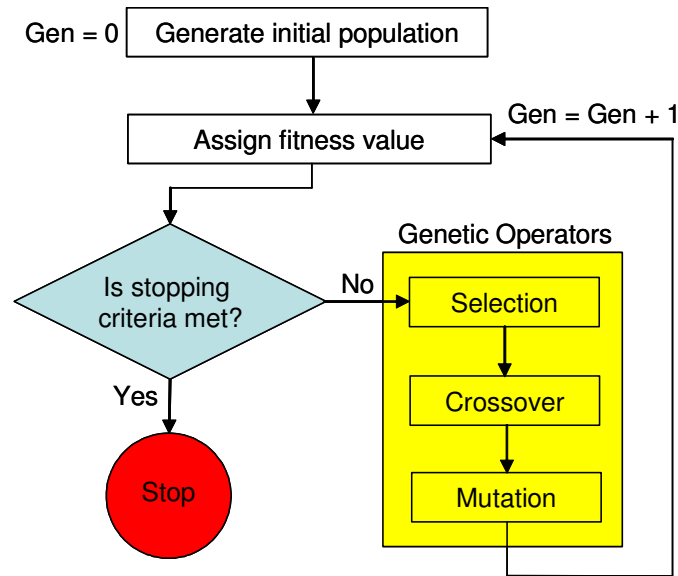 Gen = 0
Generate initial population
Assign fitness value
Gen = Gen + 1
Is stopping
criteria met?
No
Yes
Stop
Genetic Operators
Selection
Crossover
Mutation